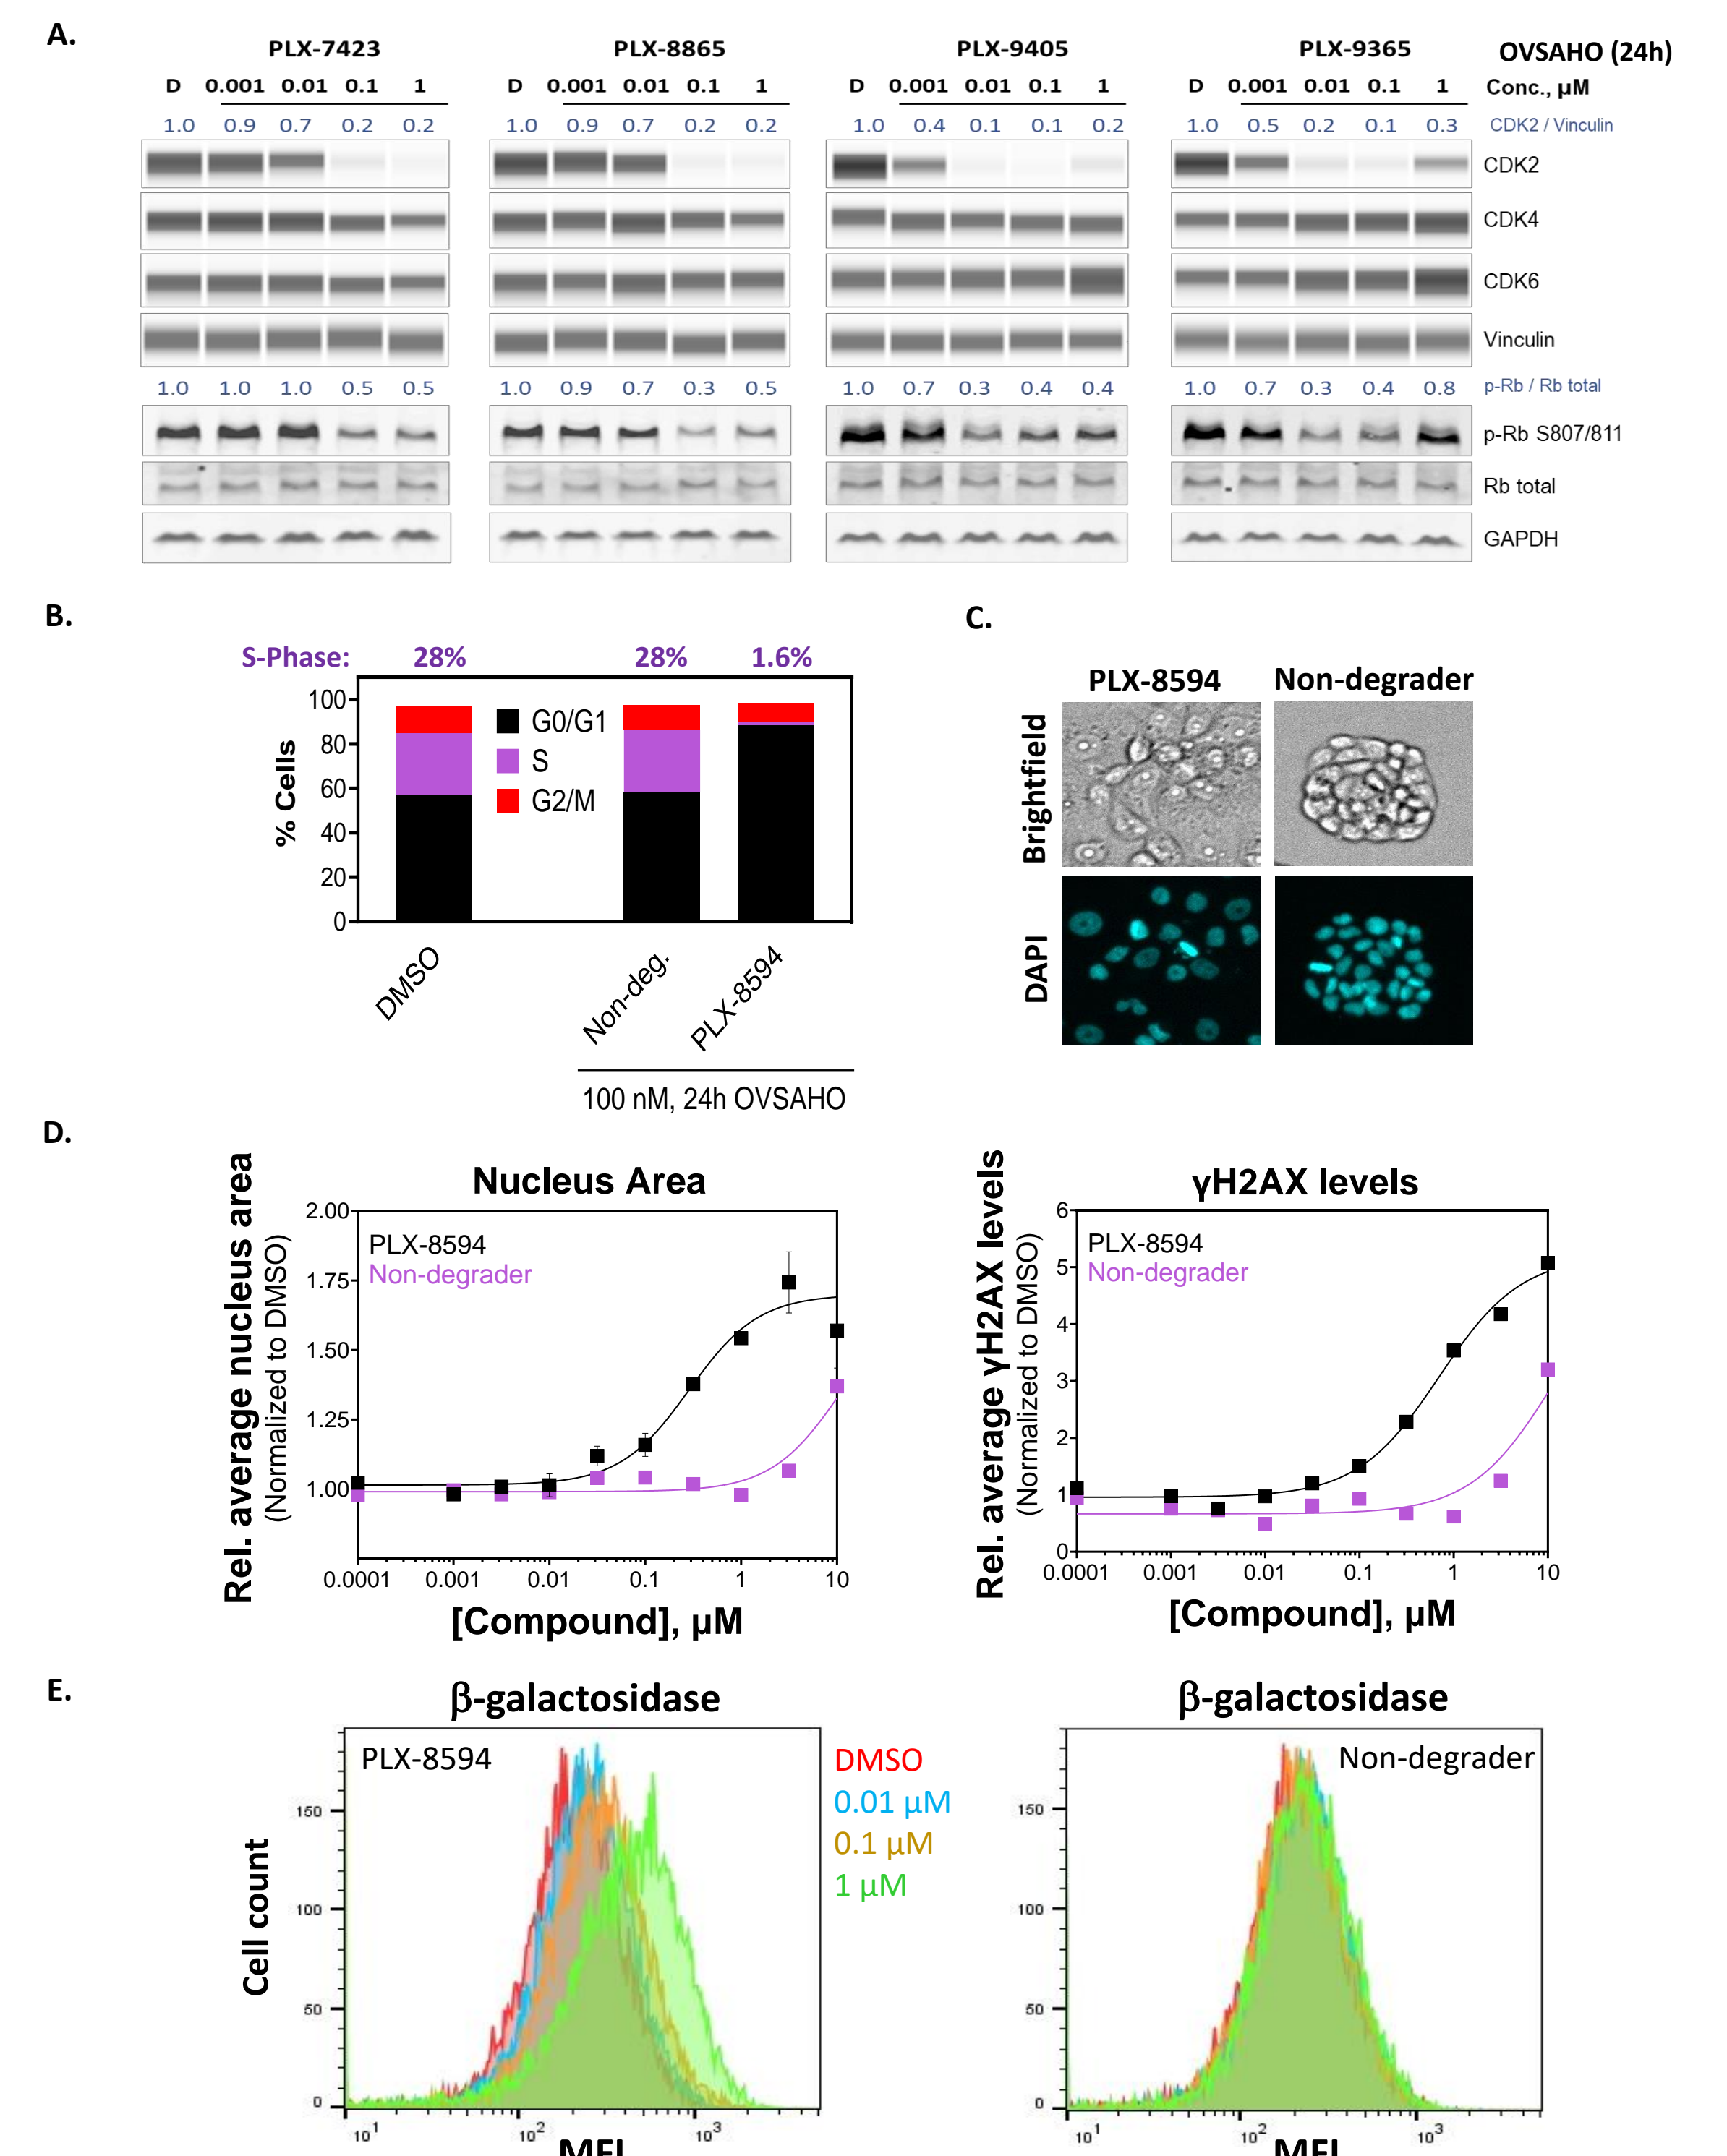 A.
PLX-7423 PLX-8865 PLX-9405 PLX-9365 OVSAHO (24h)
D 0.001 0.01 0.1 1 D 0.001 0.01 0.1 1 D 0.001 0.01 0.1 1 D 0.001 0.01 0.1 1 Conc., µM
1.0 0.9 0.7 0.2 0.2 1.0 0.9 0.7 0.2 0.2 1.0 0.4 0.1 0.1 0.2 1.0 0.5 0.2 0.1 0.3 CDK2 / Vinculin
CDK2
CDK4
CDK6
Vinculin
1.0 1.0 1.0 0.5 0.5 1.0 0.9 0.7 0.3 0.5 1.0 0.7 0.3 0.4 0.4 1.0 0.7 0.3 0.4 0.8 p-Rb / Rb total
p-Rb S807/811
Rb total
GAPDH
B.
S-Phase: 28% 28% 1.6%
% Cells
100
80
60
40
20
0
G0/G1
S
G2/M
DMSO
Non-deg.
PLX-8594
100 nM, 24h OVSAHO
C.
PLX-8594 Non-degrader
Brightfield
DAPI
D.
Nucleus Area
Rel. average nucleus area
(Normalized to DMSO)
2.00
1.75
1.50
1.25
1.00
PLX-8594
Non-degrader
0.0001 0.001 0.01 0.1 1 10
[Compound], µM
γH2AX levels
Rel. average γH2AX levels
(Normalized to DMSO)
6
5
4
3
2
1
0
PLX-8594
Non-degrader
0.0001 0.001 0.01 0.1 1 10
[Compound], µM
E.
β-galactosidase
PLX-8594
Cell count
150
100
50
0
10¹ 10² 10³
MFI
DMSO
0.01 µM
0.1 µM
1 µM
β-galactosidase
Non-degrader
150
100
50
0
10¹ 10² 10³
MFI